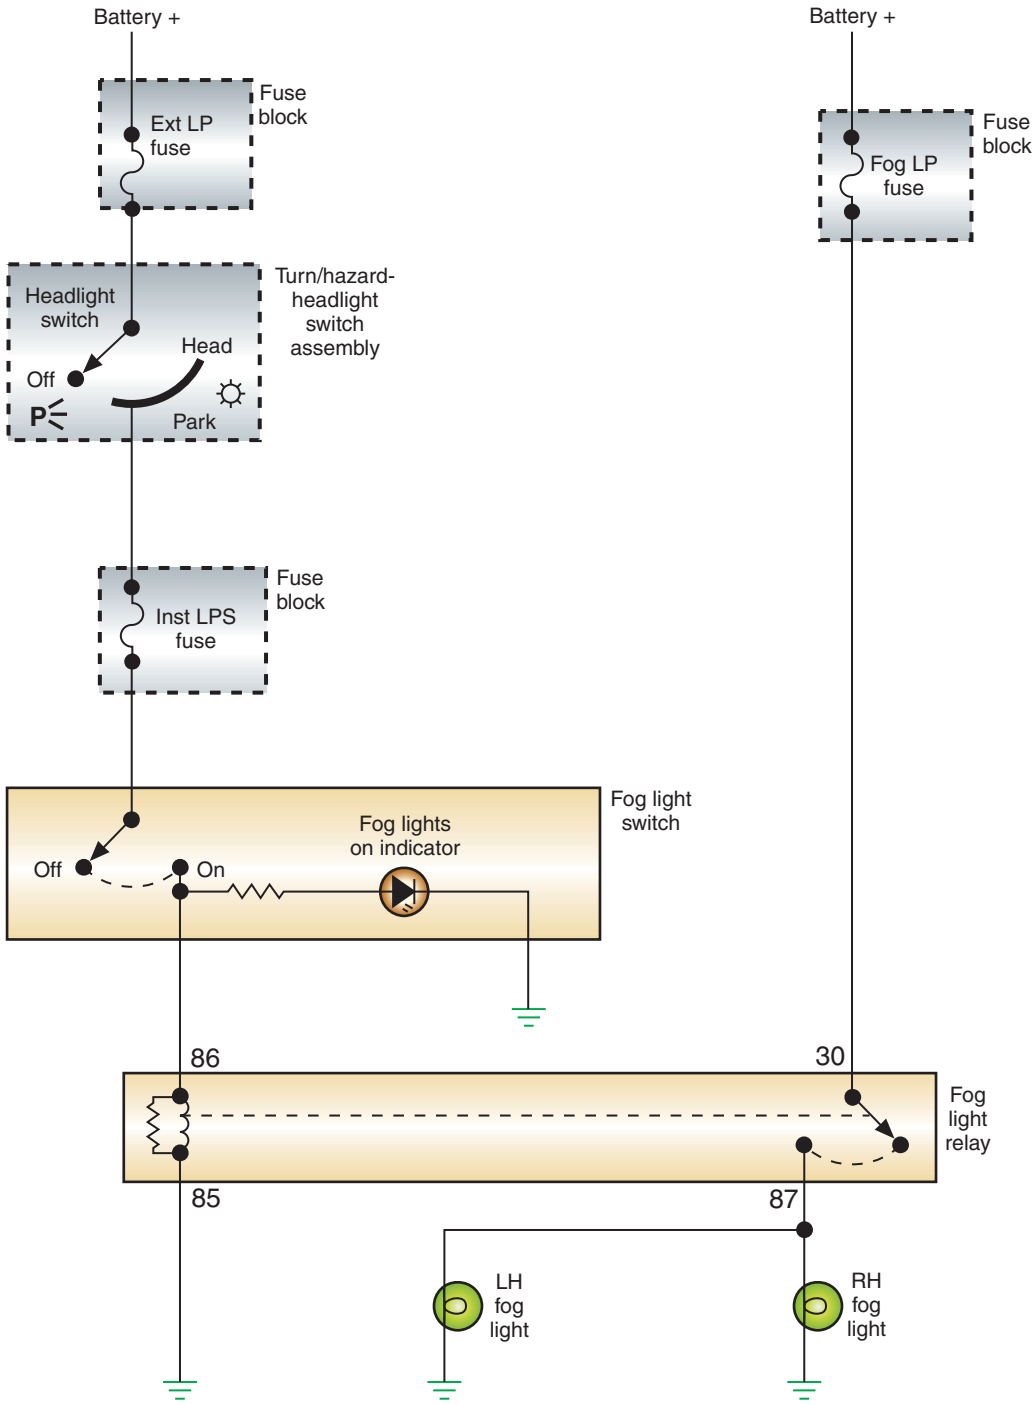 Battery +
Battery +
Fuse
block
Ext LP
fuse
Fuse
block
Fog LP
fuse
Turn/hazard-
headlight
switch
assembly
Headlight
switch
Head
Off
P
Park
Fuse
block
Inst LPS
fuse
Fog light
switch
Fog lights
on indicator
Off
On
86
30
Fog
light
relay
85
87
LH
fog
light
RH
fog
light